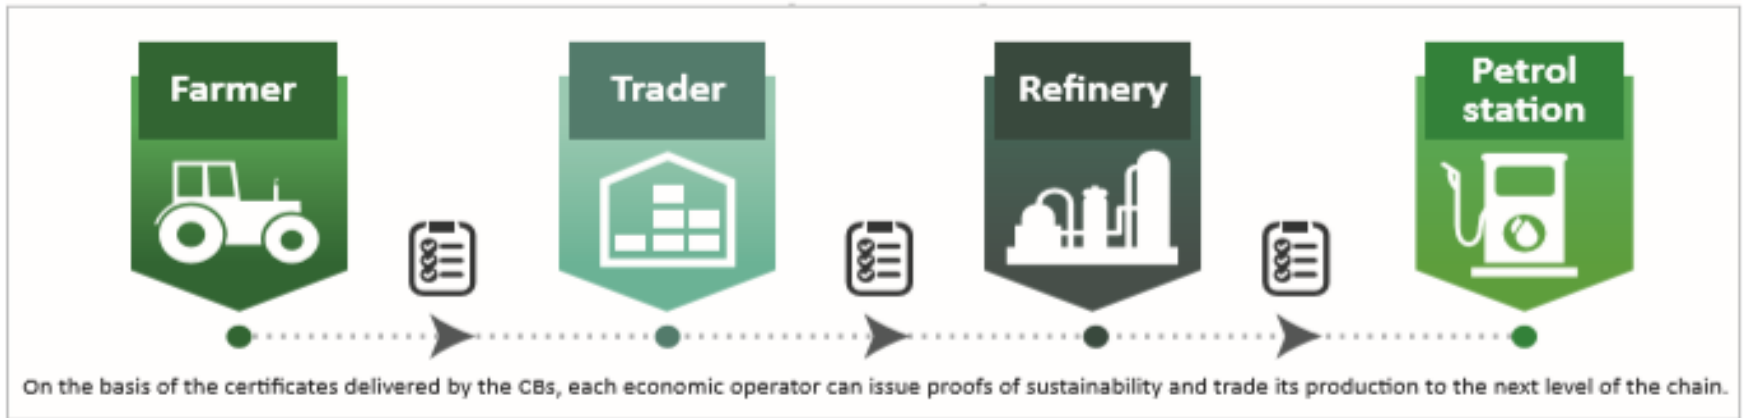 Farmer
Trader
Refinery
Petrol
station
On the basis of the certificates delivered by the CBs, each economic operator can issue proofs of sustainability and trade its production to the next level of the chain.